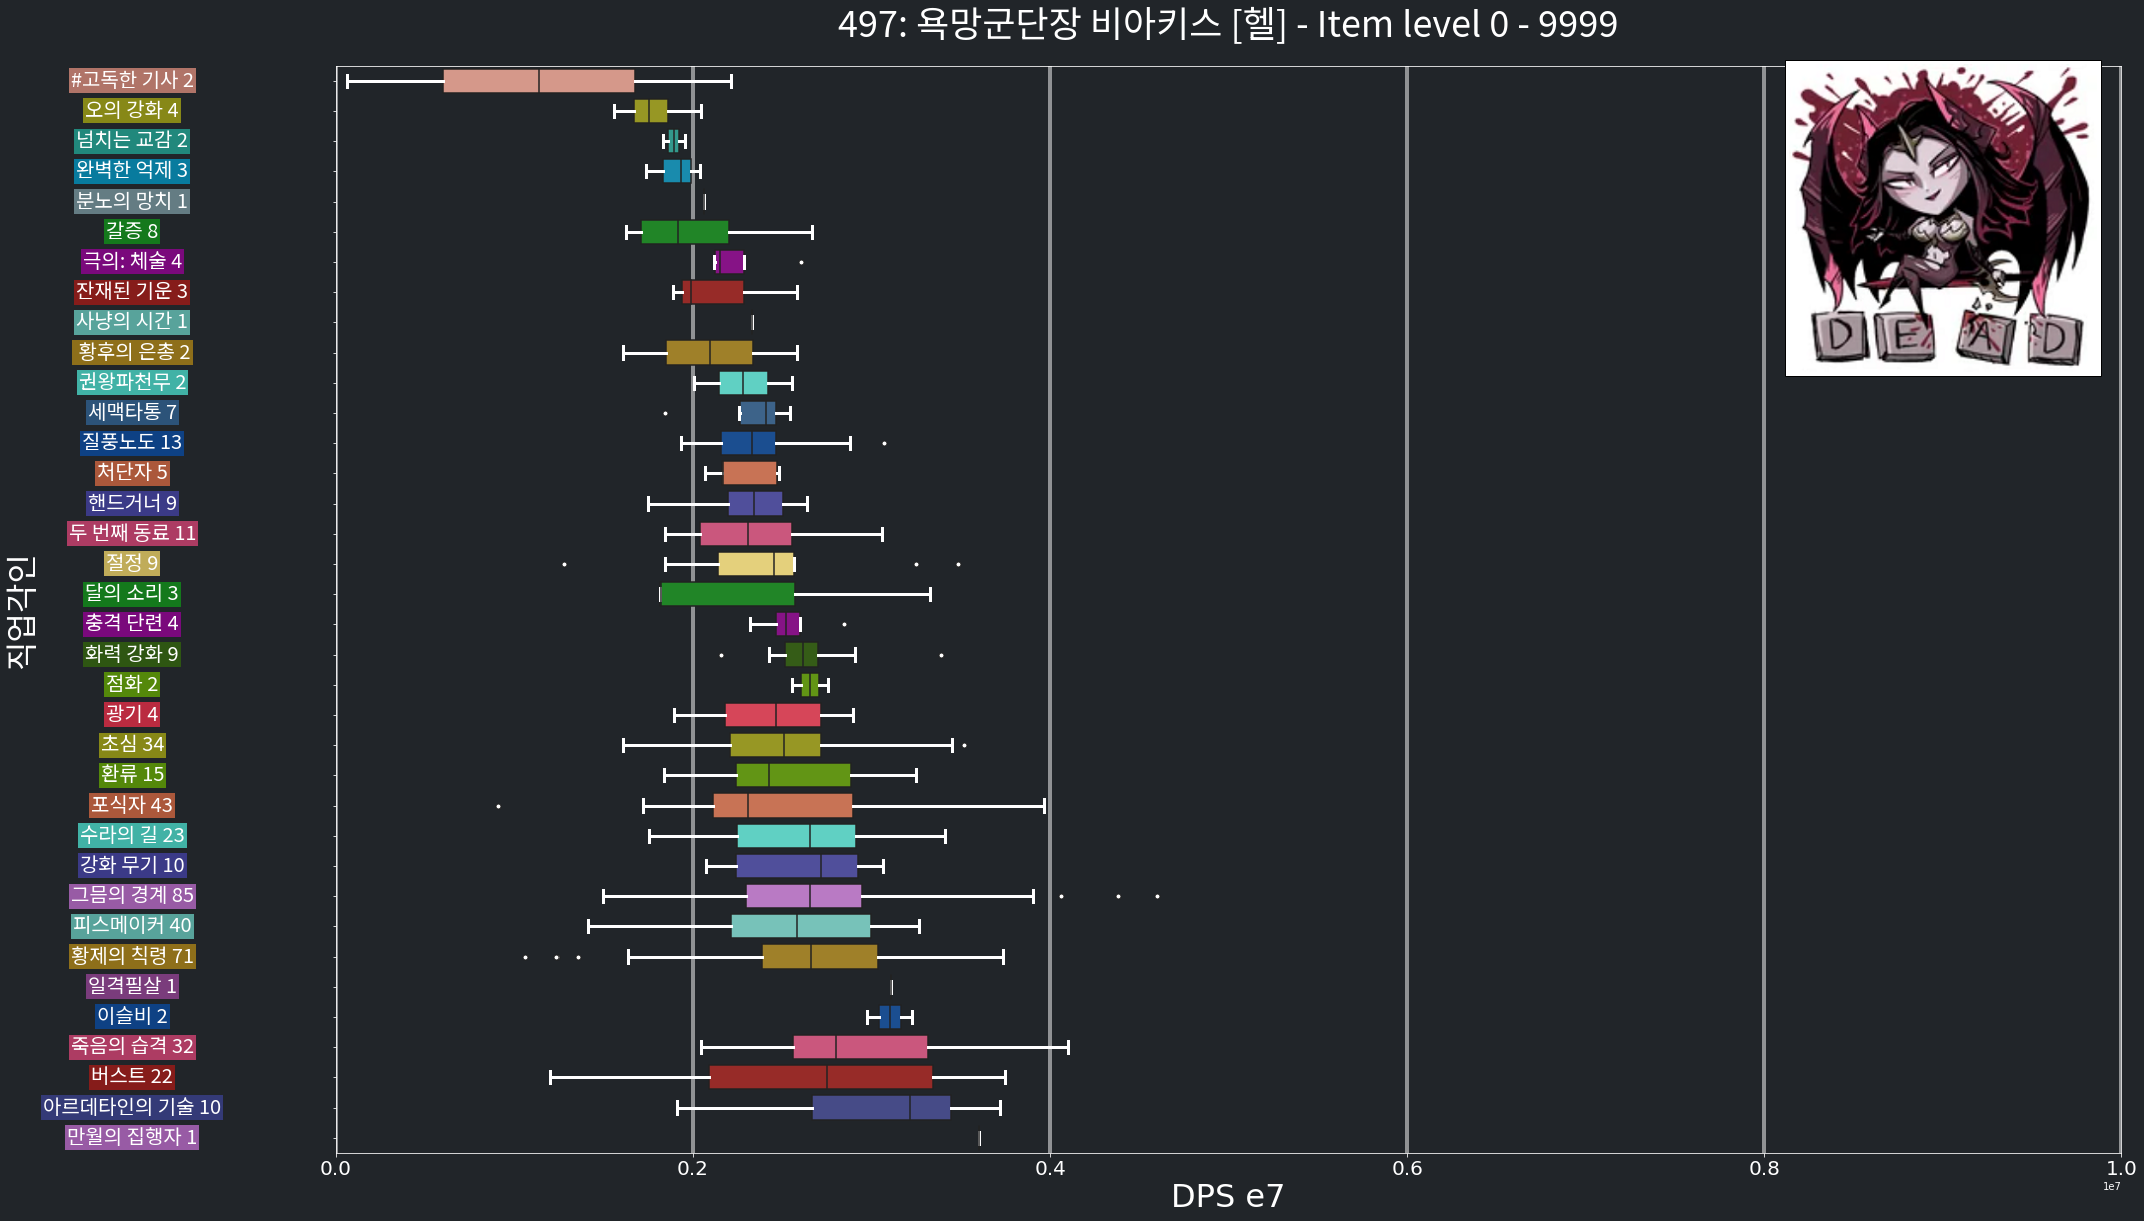 497: 욕망군단장 비아키스 [헬] - Item level 0 - 9999
#고독한 기사 2
오의 강화 4
넘치는 교감 2
완벽한 억제 3
분노의 망치 1
갈증 8
극의: 체술 4
잔재된 기운 3
사냥의 시간 1
황후의 은총 2
권왕파천무 2
세맥타통 7
질풍노도 13
처단자 5
핸드거너 9
두 번째 동료 11
절정 9
달의 소리 3
충격 단련 4
화력 강화 9
점화 2
광기 4
초심 34
환류 15
포식자 43
수라의 길 23
강화 무기 10
그믐의 경계 85
피스메이커 40
황제의 칙령 71
일격필살 1
이슬비 2
죽음의 습격 32
버스트 22
아르데타인의 기술 10
만월의 집행자 1
직업각인
0.0 0.2 0.4 0.6 0.8 1.0
1e7
DPS e7
D E A D